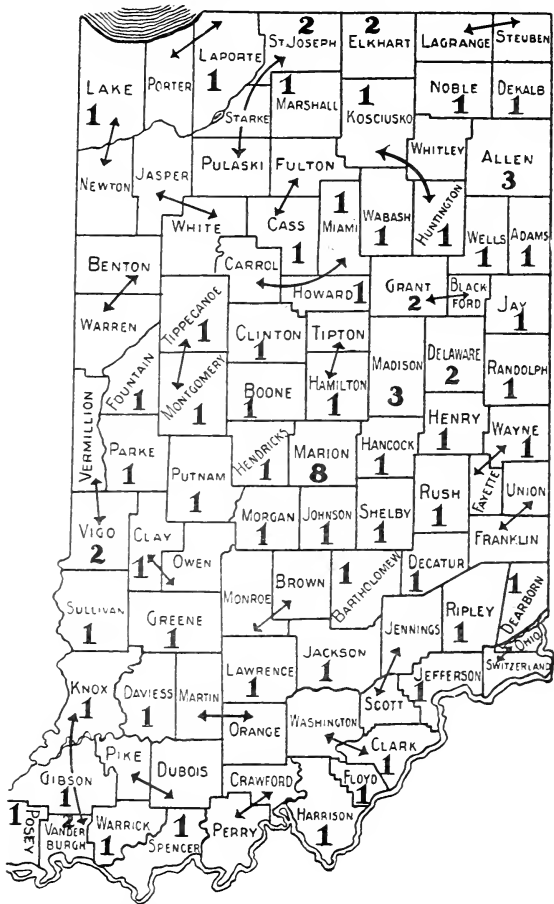 LAKE
1
PORTER
LAPORTE
1
ST. JOSEPH
2
ELKHART
2
LAGRANGE
STEUBEN
STARKE
MARSHALL
1
KOSCIUSKO
1
NOBLE
1
DEKALB
1
NEWTON
JASPER
PULASKI
FULTON
WHITLEY
ALLEN
3
WHITE
CASS
1
MIAMI
1
WABASH
1
HUNTINGTON
1
WELLS
1
ADAMS
1
BENTON
CARROL
HOWARD 1
GRANT
2
BLACK
FORD
JAY
1
WARREN
TIPPECANOE
1
CLINTON
1
TIPTON
MADISON
3
DELAWARE
2
RANDOLPH
1
FOUNTAIN
1
MONTGOMERY
1
BOONE
1
HAMILTON
1
HENRY
1
WAYNE
1
VERMILLION
PARKE
1
PUTNAM
1
HENDRICKS
1
MARION
8
HANCOCK
1
RUSH
1
FAYETTE
UNION
VIGO
2
CLAY
1
OWEN
MORGAN
1
JOHNSON
1
SHELBY
1
FRANKLIN
SULLIVAN
1
GREENE
1
MONROE
BROWN
BARTHOLOMEW
1
DECATUR
1
RIPLEY
1
DEARBORN
1
OHIO
SWITZERLAND
KNOX
1
DAVIESS
1
MARTIN
LAWRENCE
1
JACKSON
1
JENNINGS
JEFFERSON
1
SCOTT
ORANGE
WASHINGTON
CLARK
1
GIBSON
1
PIKE
DUBOIS
CRAWFORD
FLOYD
1
HARRISON
1
POSEY
1
VANDER
BURGH
2
WARRICK
1
SPENCER
1
PERRY